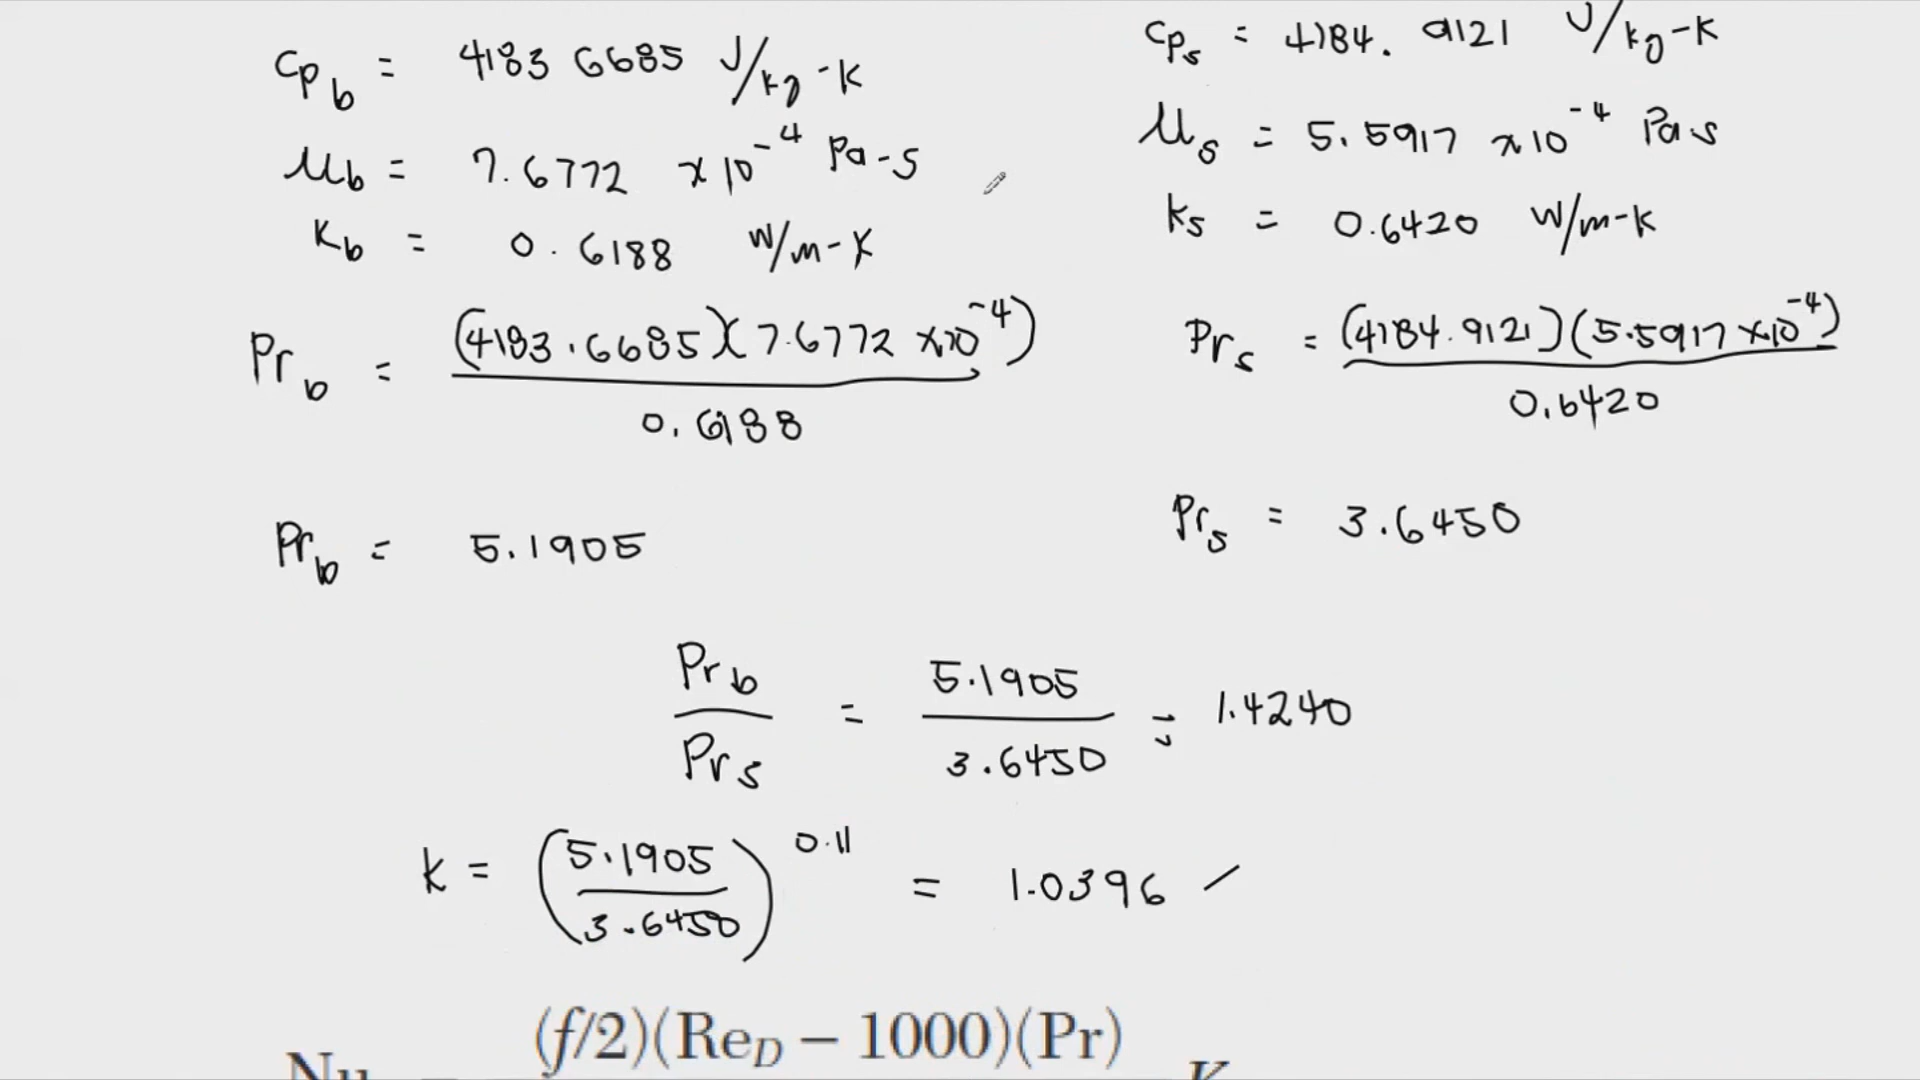 Cp_b = 4183 6685 J/kg-K
μ_b = 7.6772 x10^-4 Pa-s
K_b = 0.6188 W/m-K
Pr_b = (4183.6685)(7.6772 x10^-4) / 0.6188
Pr_b = 5.1905
Cp_s = 4184.9121 J/kg-K
μ_s = 5.5917 x10^-4 Pa-s
k_s = 0.6420 W/m-K
Pr_s = (4184.9121)(5.5917 x10^-4) / 0.6420
Pr_s = 3.6450
Pr_b / Pr_s = 5.1905 / 3.6450 = 1.4240
k = (5.1905 / 3.6450)^0.11 = 1.0396
(f/2)(Re_D − 1000)(Pr)
Nu K